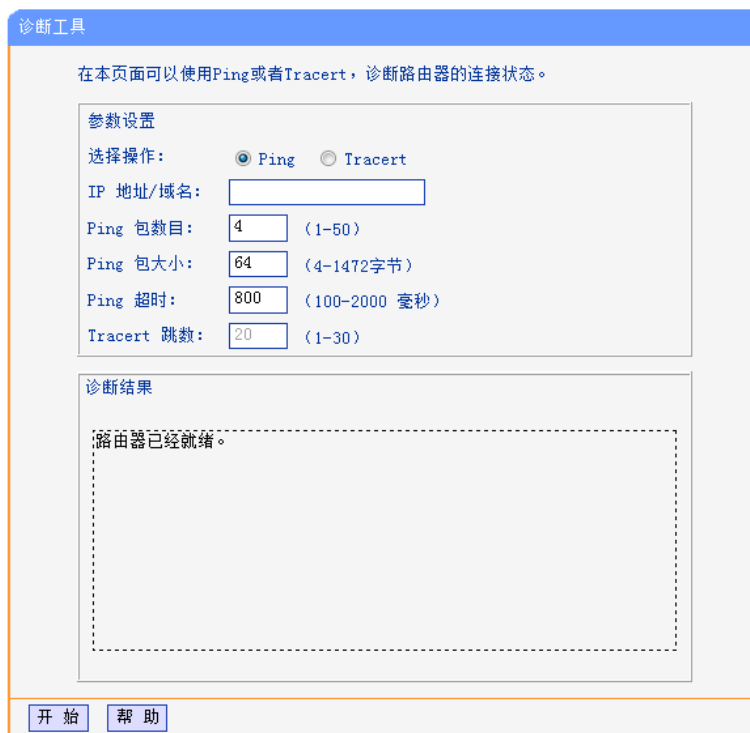 诊断工具
在本页面可以使用Ping或者Tracert，诊断路由器的连接状态。
参数设置
选择操作： Ping Tracert
IP 地址/域名：
Ping 包数目： 4 （1-50）
Ping 包大小： 64 （4-1472字节）
Ping 超时： 800 （100-2000 毫秒）
Tracert 跳数： 20 （1-30）
诊断结果
路由器已经就绪。
开 始 帮 助